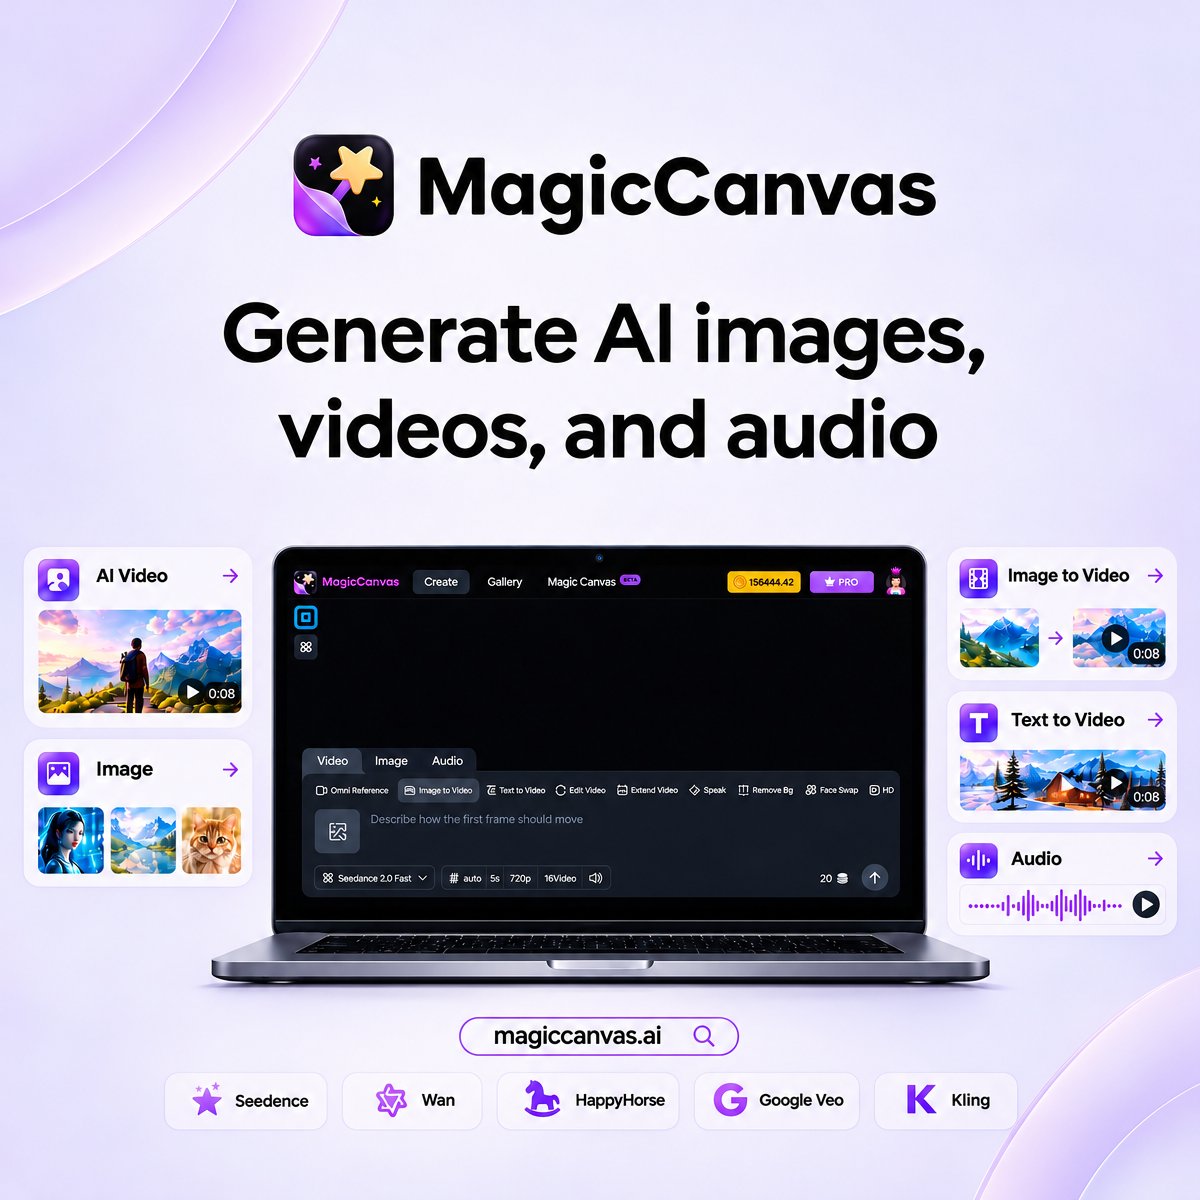 MagicCanvas
Generate AI images,
videos, and audio
AI Video
0:08
Image
MagicCanvas
Create
Gallery
Magic Canvas BETA
156444.42
PRO
Video
Image
Audio
Omni Reference
Image to Video
Text to Video
Edit Video
Extend Video
Speak
Remove Bg
Face Swap
HD
Describe how the first frame should move
Seedance 2.0 Fast
auto
5s
720p
16Video
20
Image to Video
0:08
Text to Video
0:08
Audio
magiccanvas.ai
Seedence
Wan
HappyHorse
Google Veo
Kling